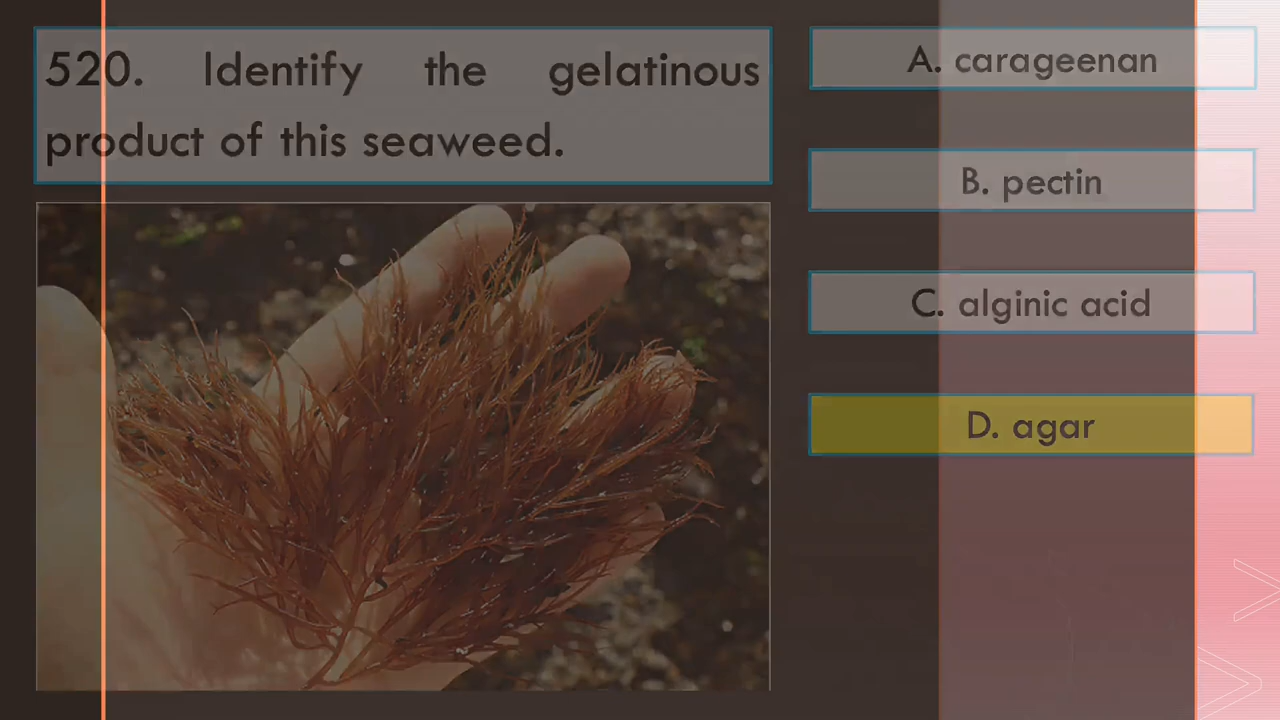 520. Identify the gelatinous
product of this seaweed.
A. carageenan
B. pectin
C. alginic acid
D. agar